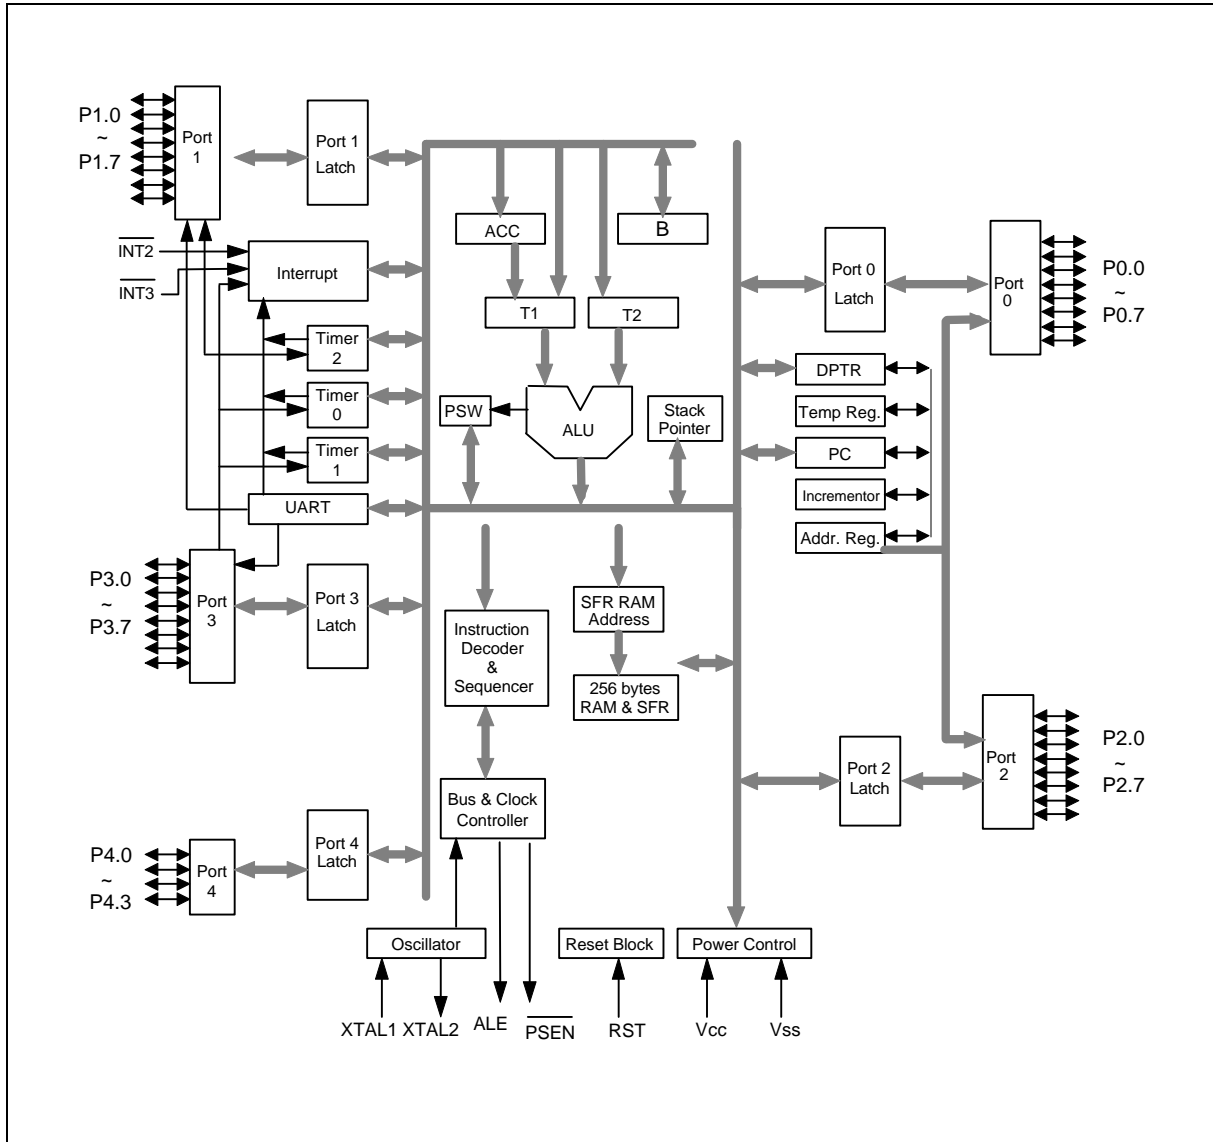 P1.0
~
P1.7
Port
1
Port 1
Latch
INT2
INT3
Interrupt
Timer
2
Timer
0
Timer
1
UART
P3.0
~
P3.7
Port
3
Port 3
Latch
P4.0
~
P4.3
Port
4
Port 4
Latch
ACC
B
T1
T2
PSW
ALU
Stack
Pointer
Instruction
Decoder
&
Sequencer
SFR RAM
Address
256 bytes
RAM & SFR
Bus & Clock
Controller
Oscillator
Reset Block
Power Control
XTAL1
XTAL2
ALE
PSEN
RST
Vcc
Vss
Port 0
Latch
Port
0
P0.0
~
P0.7
DPTR
Temp Reg.
PC
Incrementor
Addr. Reg.
Port 2
Latch
Port
2
P2.0
~
P2.7